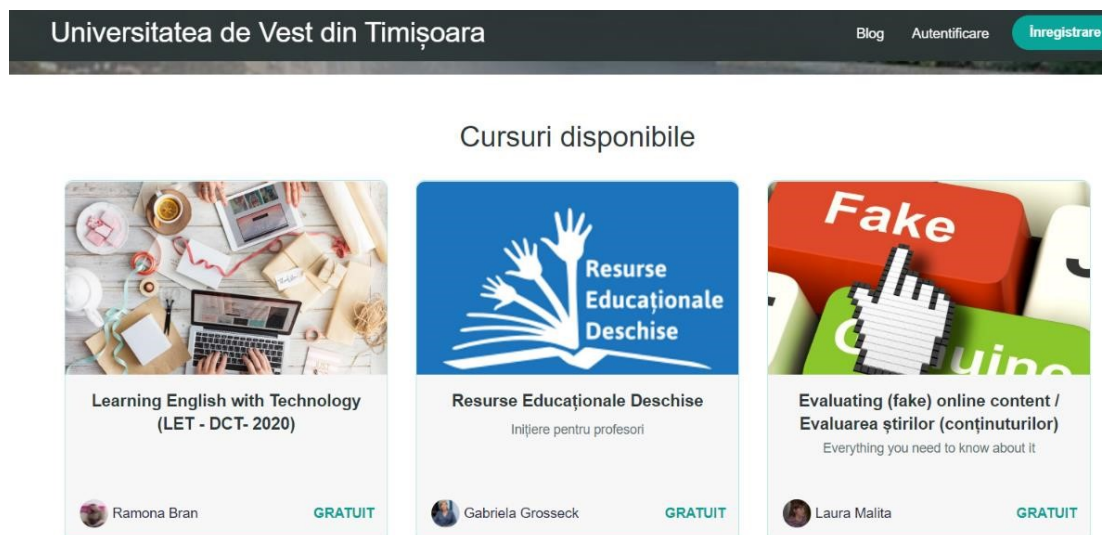 Universitatea de Vest din Timișoara
Blog Autentificare Înregistrare
Cursuri disponibile
Resurse
Educaționale
Deschise
Fake
Learning English with Technology
(LET - DCT- 2020)
Ramona Bran GRATUIT
Resurse Educaționale Deschise
Inițiere pentru profesori
Gabriela Grosseck GRATUIT
Evaluating (fake) online content /
Evaluarea știrilor (conținuturilor)
Everything you need to know about it
Laura Malita GRATUIT